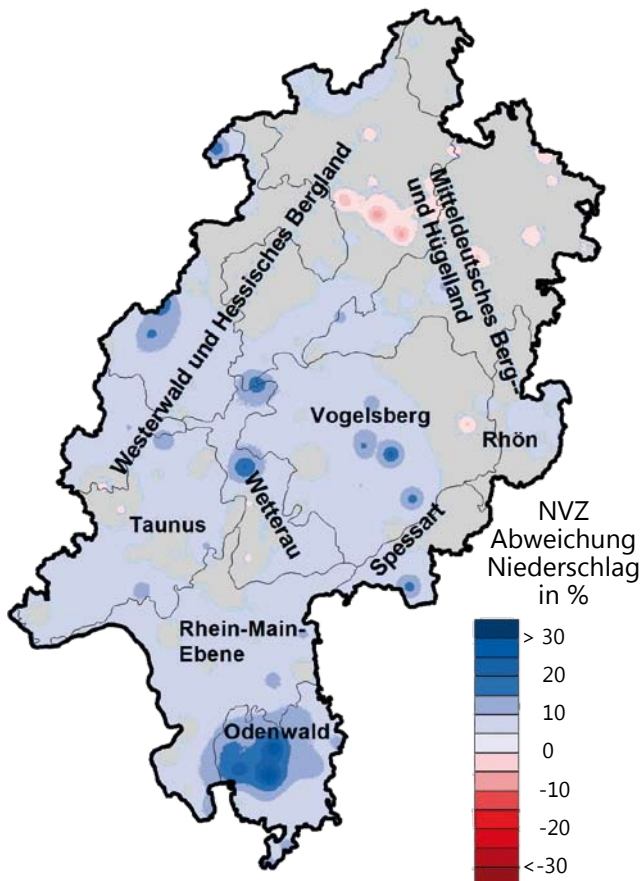 Westerwald und Hessisches Bergland
Mitteldeutsches Berg-
und Hügelland
Vogelsberg
Rhön
Wetterau
Taunus
Spessart
Rhein-Main-
Ebene
Odenwald
NVZ
Abweichung
Niederschlag
in %
> 30
20
10
0
-10
-20
<-30